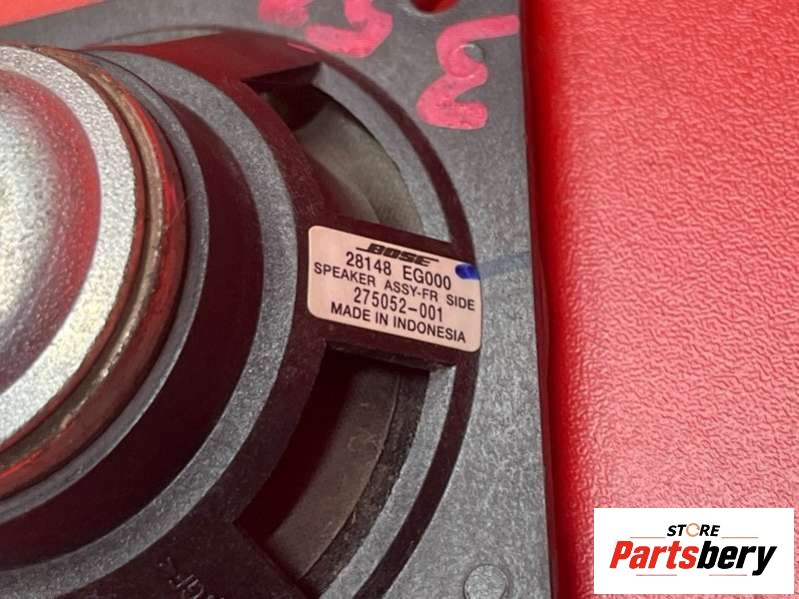 BOSE
28148 EG000
SPEAKER ASSY-FR SIDE
275052-001
MADE IN INDONESIA
STORE
Partsbery